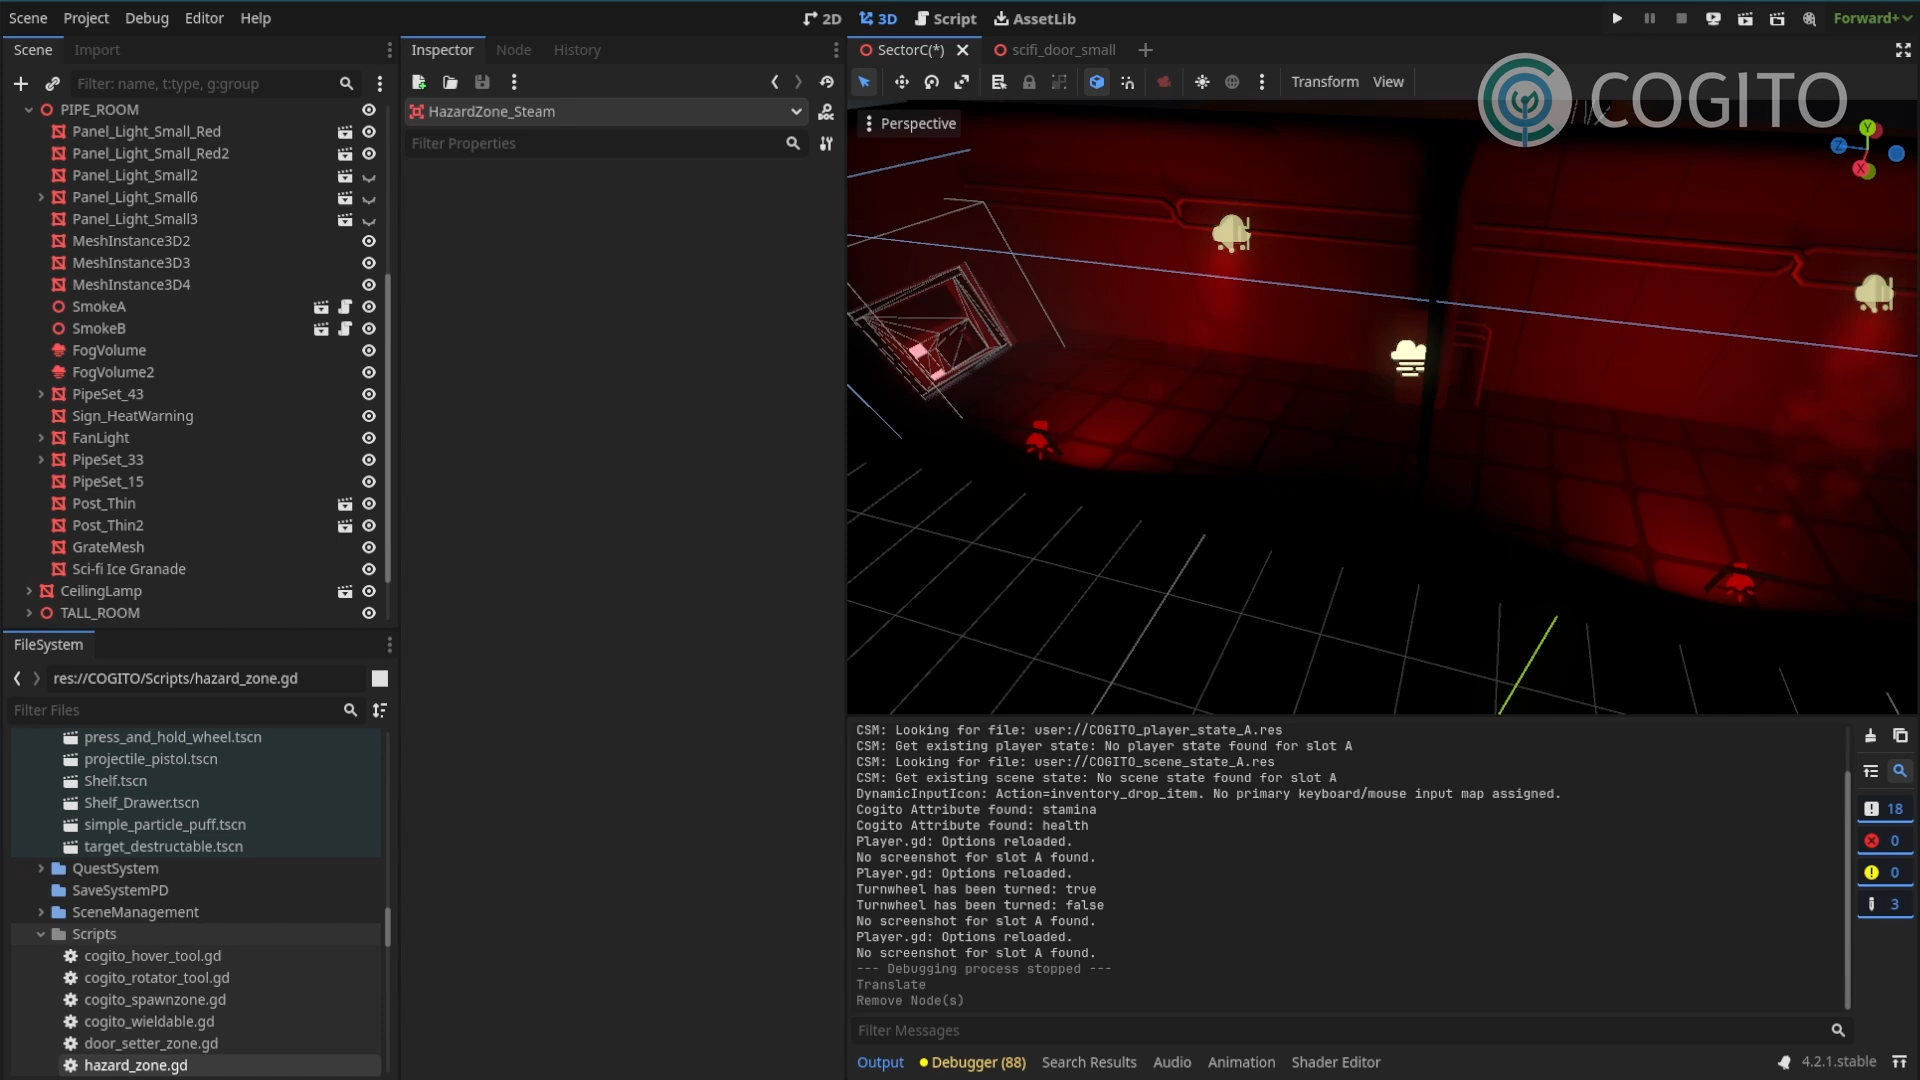 Scene Project Debug Editor Help
2D 3D Script AssetLib
Forward+
Scene Import
Inspector Node History
SectorC(*) scifi_door_small
Filter: name, t:type, g:group
Transform View
COGITO
HazardZone_Steam
Filter Properties
Perspective
Y
Z
X
PIPE_ROOM
Panel_Light_Small_Red
Panel_Light_Small_Red2
Panel_Light_Small2
Panel_Light_Small6
Panel_Light_Small3
MeshInstance3D2
MeshInstance3D3
MeshInstance3D4
SmokeA
SmokeB
FogVolume
FogVolume2
PipeSet_43
Sign_HeatWarning
FanLight
PipeSet_33
PipeSet_15
Post_Thin
Post_Thin2
GrateMesh
Sci-fi Ice Granade
CeilingLamp
TALL_ROOM
FileSystem
res://COGITO/Scripts/hazard_zone.gd
Filter Files
press_and_hold_wheel.tscn
projectile_pistol.tscn
Shelf.tscn
Shelf_Drawer.tscn
simple_particle_puff.tscn
target_destructable.tscn
QuestSystem
SaveSystemPD
SceneManagement
Scripts
cogito_hover_tool.gd
cogito_rotator_tool.gd
cogito_spawnzone.gd
cogito_wieldable.gd
door_setter_zone.gd
hazard_zone.gd
CSM: Looking for file: user://COGITO_player_state_A.res
CSM: Get existing player state: No player state found for slot A
CSM: Looking for file: user://COGITO_scene_state_A.res
CSM: Get existing scene state: No scene state found for slot A
DynamicInputIcon: Action=inventory_drop_item. No primary keyboard/mouse input map assigned.
Cogito Attribute found: stamina
Cogito Attribute found: health
Player.gd: Options reloaded.
No screenshot for slot A found.
Player.gd: Options reloaded.
Turnwheel has been turned: true
Turnwheel has been turned: false
No screenshot for slot A found.
Player.gd: Options reloaded.
No screenshot for slot A found.
--- Debugging process stopped ---
Translate
Remove Node(s)
18
0
0
3
Filter Messages
Output Debugger (88) Search Results Audio Animation Shader Editor
4.2.1.stable